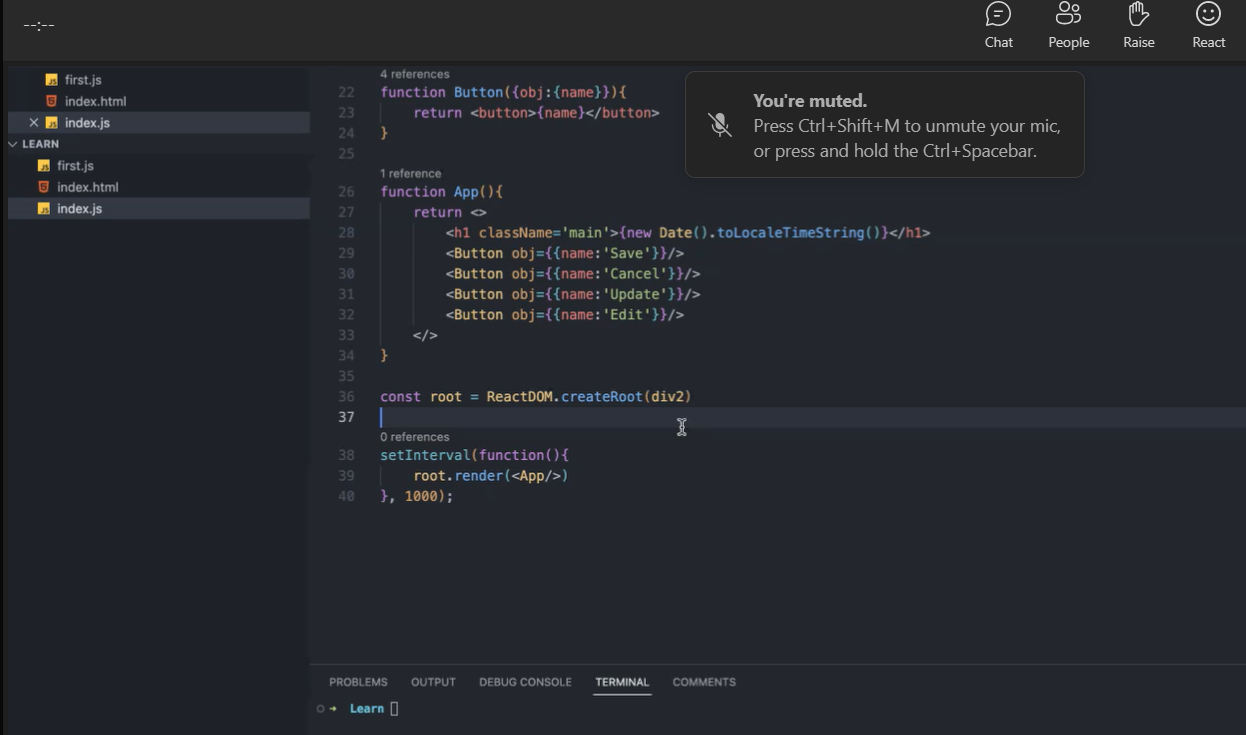 --:--
Chat
People
Raise
React
You're muted.
Press Ctrl+Shift+M to unmute your mic,
or press and hold the Ctrl+Spacebar.
first.js
index.html
index.js
LEARN
first.js
index.html
index.js
4 references
22 function Button({obj:{name}}){
23 return <button>{name}</button>
24 }
25
1 reference
26 function App(){
27 return <>
28 <h1 className='main'>{new Date().toLocaleTimeString()}</h1>
29 <Button obj={{name:'Save'}}/>
30 <Button obj={{name:'Cancel'}}/>
31 <Button obj={{name:'Update'}}/>
32 <Button obj={{name:'Edit'}}/>
33 </>
34 }
35
36 const root = ReactDOM.createRoot(div2)
37
0 references
38 setInterval(function(){
39 root.render(<App/>)
40 }, 1000);
PROBLEMS OUTPUT DEBUG CONSOLE TERMINAL COMMENTS
Learn